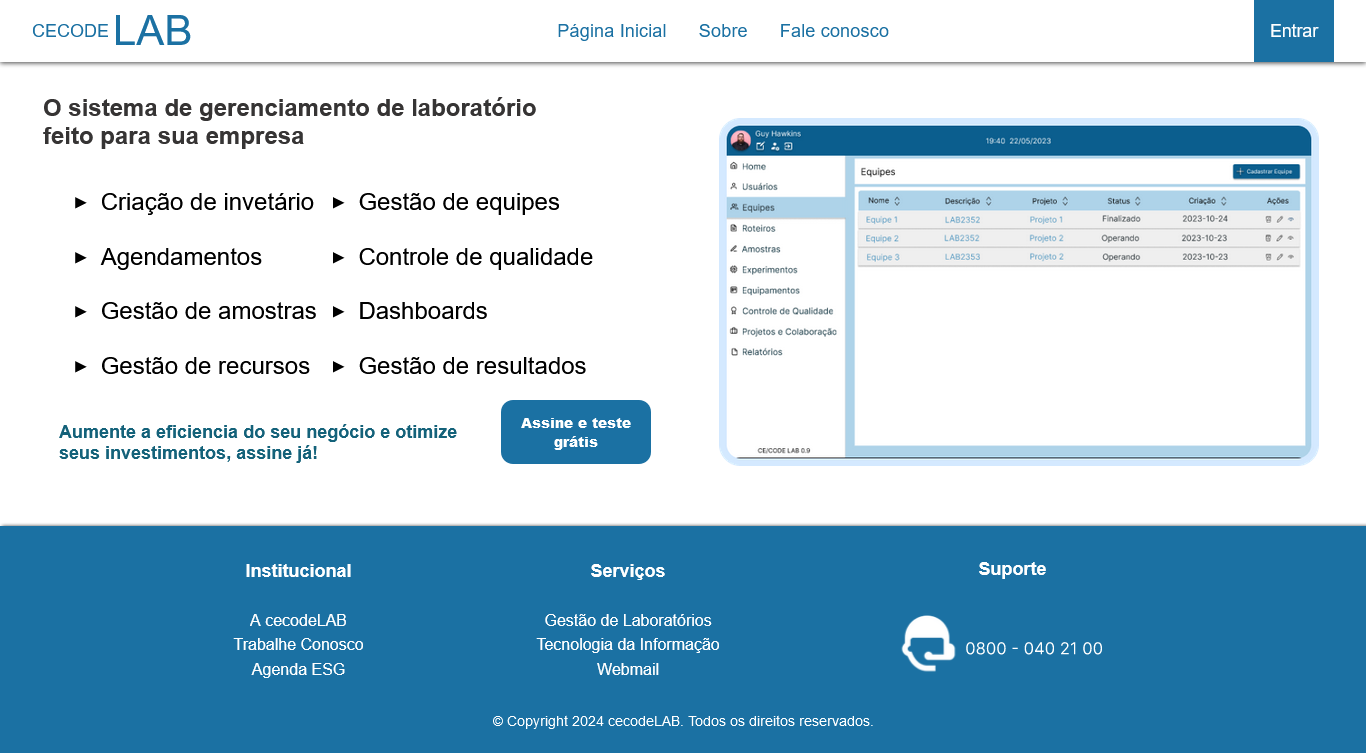 CECODE LAB
Página Inicial Sobre Fale conosco
Entrar
O sistema de gerenciamento de laboratório
feito para sua empresa
► Criação de invetário ► Gestão de equipes
► Agendamentos ► Controle de qualidade
► Gestão de amostras ► Dashboards
► Gestão de recursos ► Gestão de resultados
Aumente a eficiencia do seu negócio e otimize
seus investimentos, assine já!
Assine e teste
grátis
Guy Hawkins
19:40 22/05/2023
Home
Usuários
Equipes
Roteiros
Amostras
Experimentos
Equipamentos
Controle de Qualidade
Projetos e Colaboração
Relatórios
CE/CODE LAB 0.9
Equipes
+ Cadastrar Equipe
Nome Descrição Projeto Status Criação Ações
Equipe 1 LAB2352 Projeto 1 Finalizado 2023-10-24
Equipe 2 LAB2352 Projeto 2 Operando 2023-10-23
Equipe 3 LAB2353 Projeto 2 Operando 2023-10-23
Institucional
A cecodeLAB
Trabalhe Conosco
Agenda ESG
Serviços
Gestão de Laboratórios
Tecnologia da Informação
Webmail
Suporte
0800 - 040 21 00
© Copyright 2024 cecodeLAB. Todos os direitos reservados.